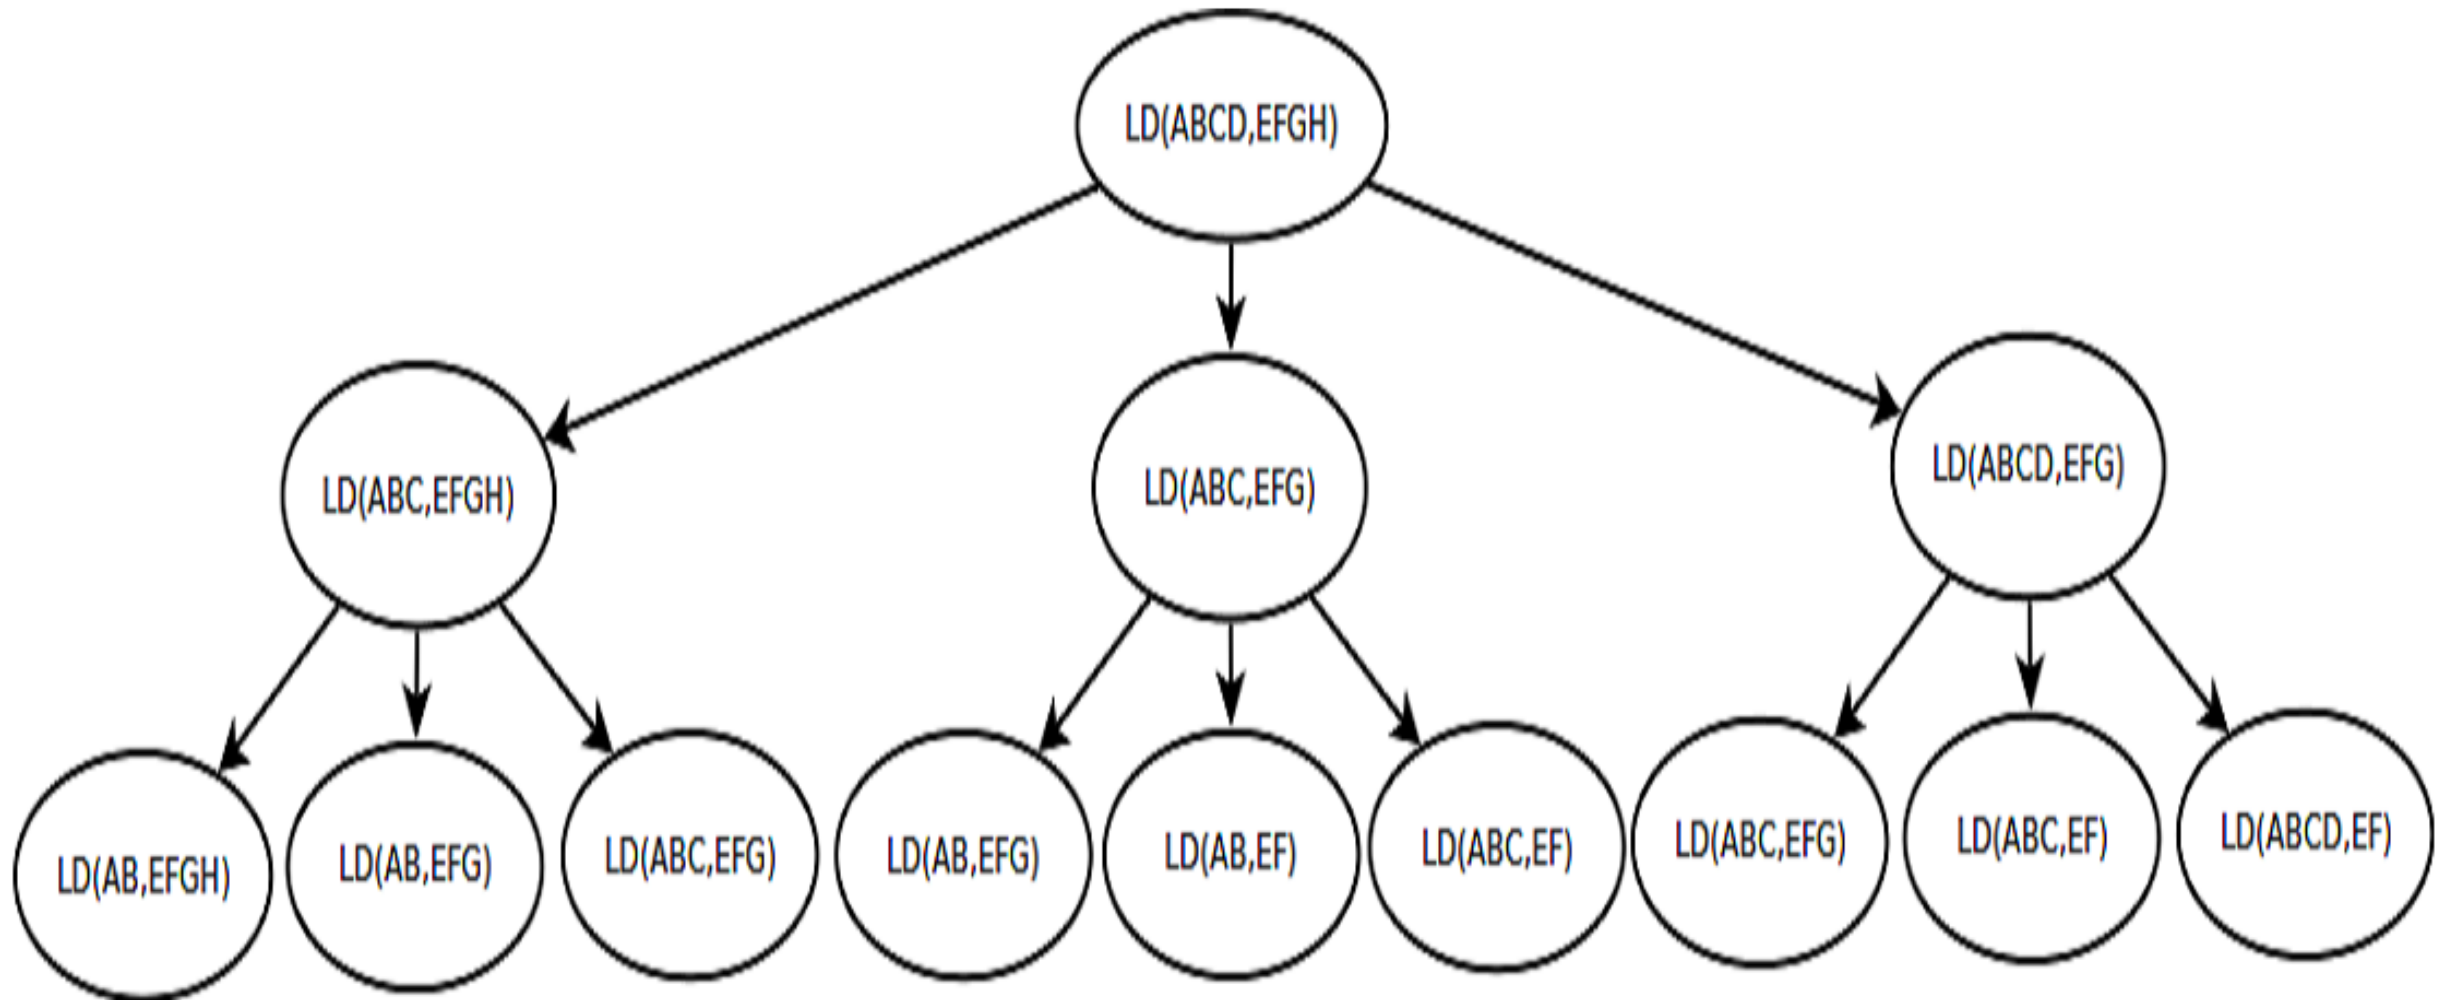 LD(ABCD,EFGH)
LD(ABC,EFGH)
LD(ABC,EFG)
LD(ABCD,EFG)
LD(AB,EFGH)
LD(AB,EFG)
LD(ABC,EFG)
LD(AB,EFG)
LD(AB,EF)
LD(ABC,EF)
LD(ABC,EFG)
LD(ABC,EF)
LD(ABCD,EF)